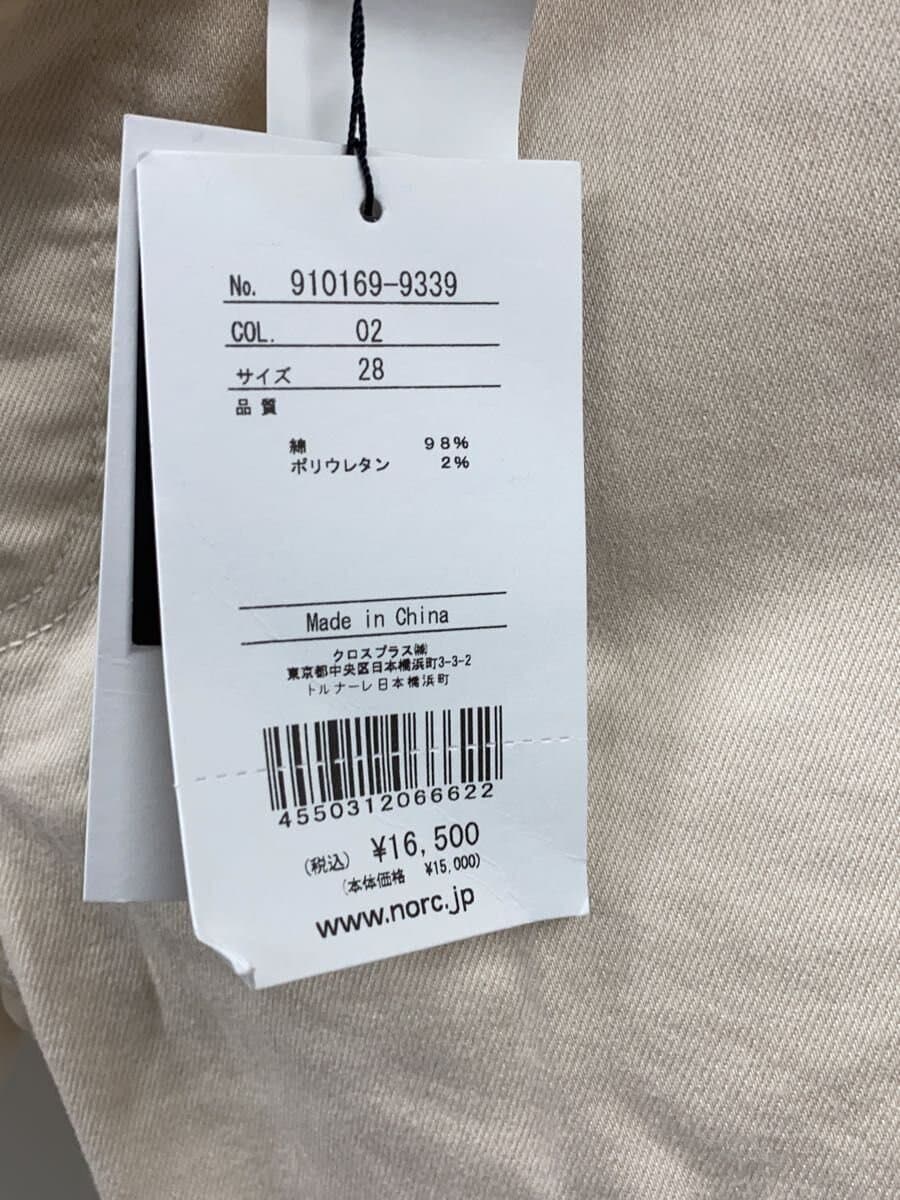 No. 910169-9339
COL. 02
サイズ 28
品質
綿 98%
ポリウレタン 2%
Made in China
クロスプラス㈱
東京都中央区日本橋浜町3-3-2
トルナーレ日本橋浜町
4550312066622
(税込) ¥16,500
(本体価格 ¥15,000)
www.norc.jp